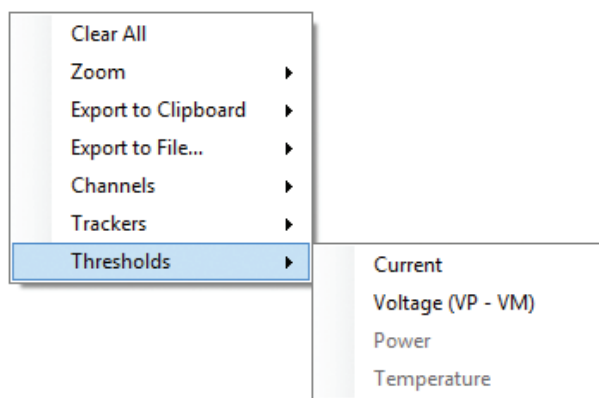 Clear All
Zoom
Export to Clipboard
Export to File...
Channels
Trackers
Thresholds
Current
Voltage (VP - VM)
Power
Temperature